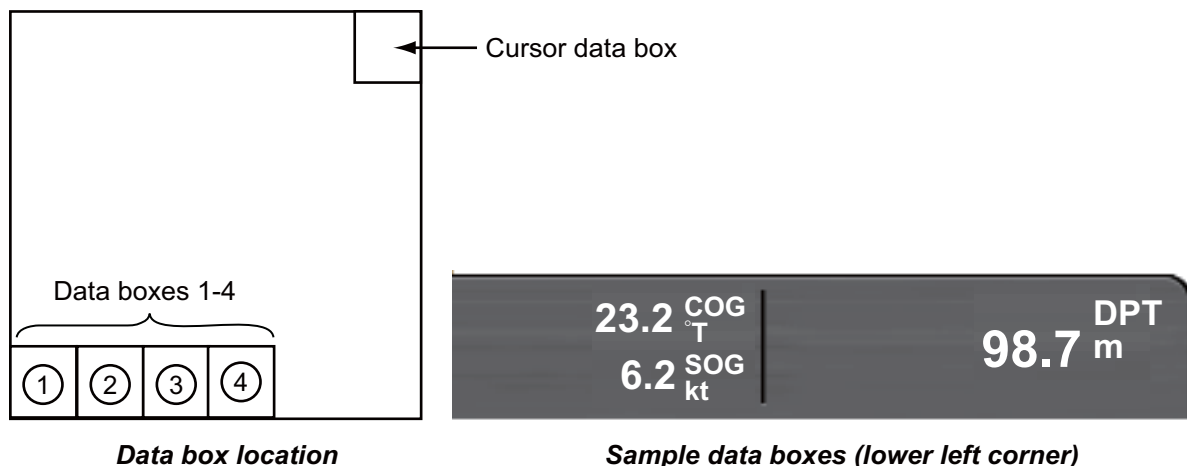 Cursor data box
Data boxes 1-4
1 2 3 4
23.2 COG °T
6.2 SOG kt
98.7 DPT m
Data box location
Sample data boxes (lower left corner)